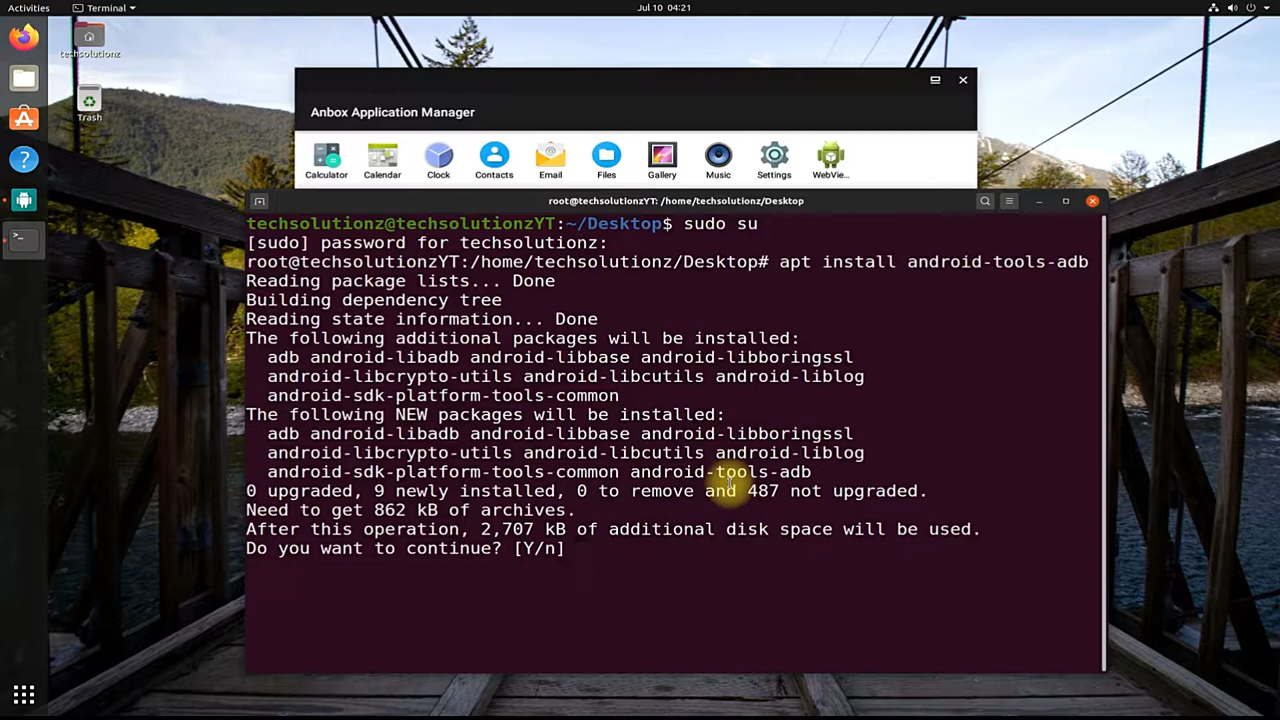 Activities
Terminal
Jul 10 04:21
techsolutionz
Trash
Anbox Application Manager
Calculator
Calendar
Clock
Contacts
Email
Files
Gallery
Music
Settings
WebVie...
root@techsolutionzYT: /home/techsolutionz/Desktop
techsolutionz@techsolutionzYT:~/Desktop$ sudo su
[sudo] password for techsolutionz:
root@techsolutionzYT:/home/techsolutionz/Desktop# apt install android-tools-adb
Reading package lists... Done
Building dependency tree
Reading state information... Done
The following additional packages will be installed:
adb android-libadb android-libbase android-libboringssl
android-libcrypto-utils android-libcutils android-liblog
android-sdk-platform-tools-common
The following NEW packages will be installed:
adb android-libadb android-libbase android-libboringssl
android-libcrypto-utils android-libcutils android-liblog
android-sdk-platform-tools-common android-tools-adb
0 upgraded, 9 newly installed, 0 to remove and 487 not upgraded.
Need to get 862 kB of archives.
After this operation, 2,707 kB of additional disk space will be used.
Do you want to continue? [Y/n]